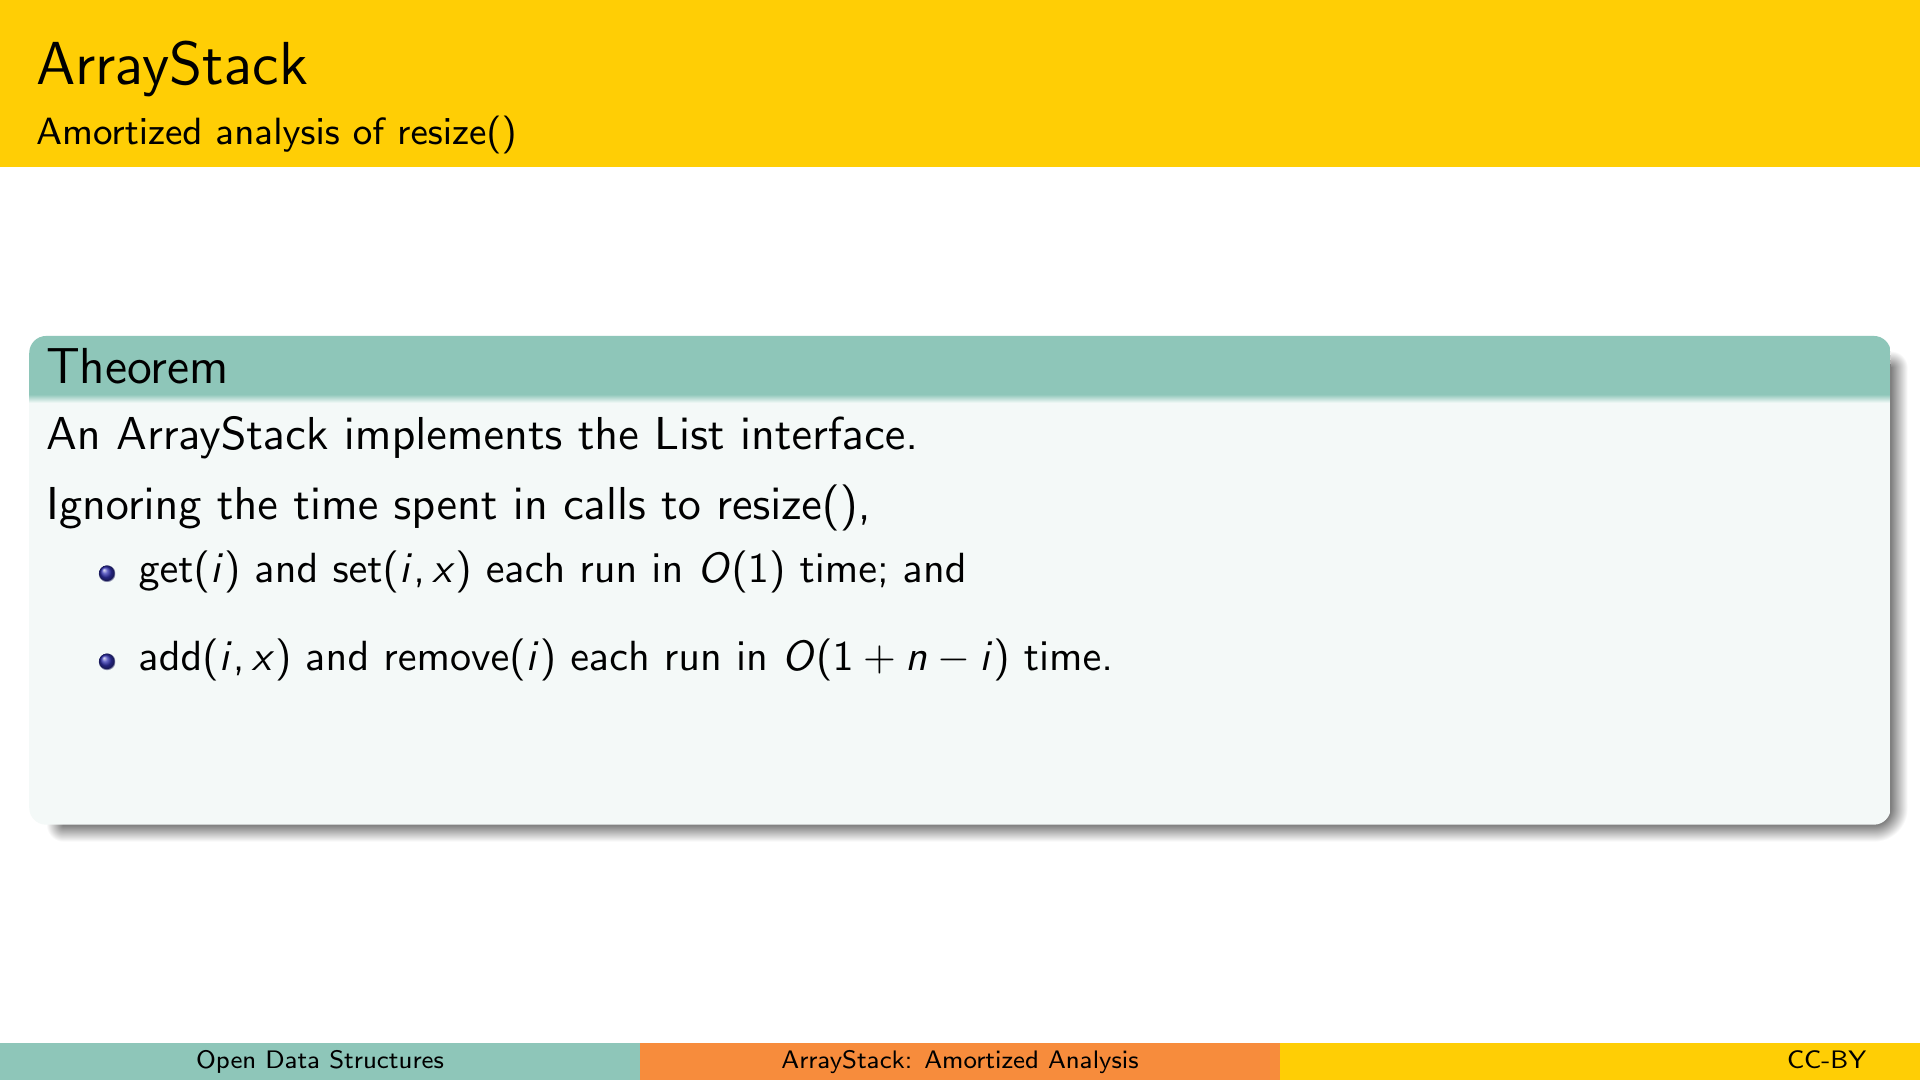 ArrayStack
Amortized analysis of resize()
Theorem
An ArrayStack implements the List interface.
Ignoring the time spent in calls to resize(),
get(i) and set(i, x) each run in O(1) time; and
add(i, x) and remove(i) each run in O(1 + n − i) time.
Open Data Structures
ArrayStack: Amortized Analysis
CC-BY